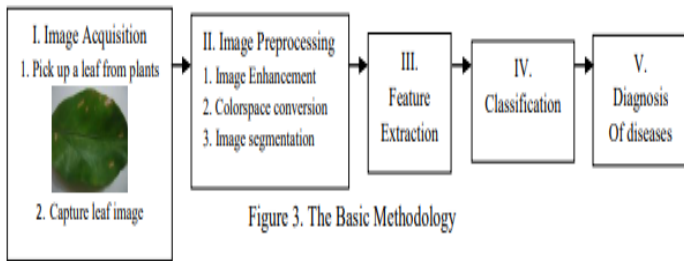 I. Image Acquisition
1. Pick up a leaf from plants
2. Capture leaf image
II. Image Preprocessing
1. Image Enhancement
2. Colorspace conversion
3. Image segmentation
III.
Feature
Extraction
IV.
Classification
V.
Diagnosis
Of diseases
Figure 3. The Basic Methodology